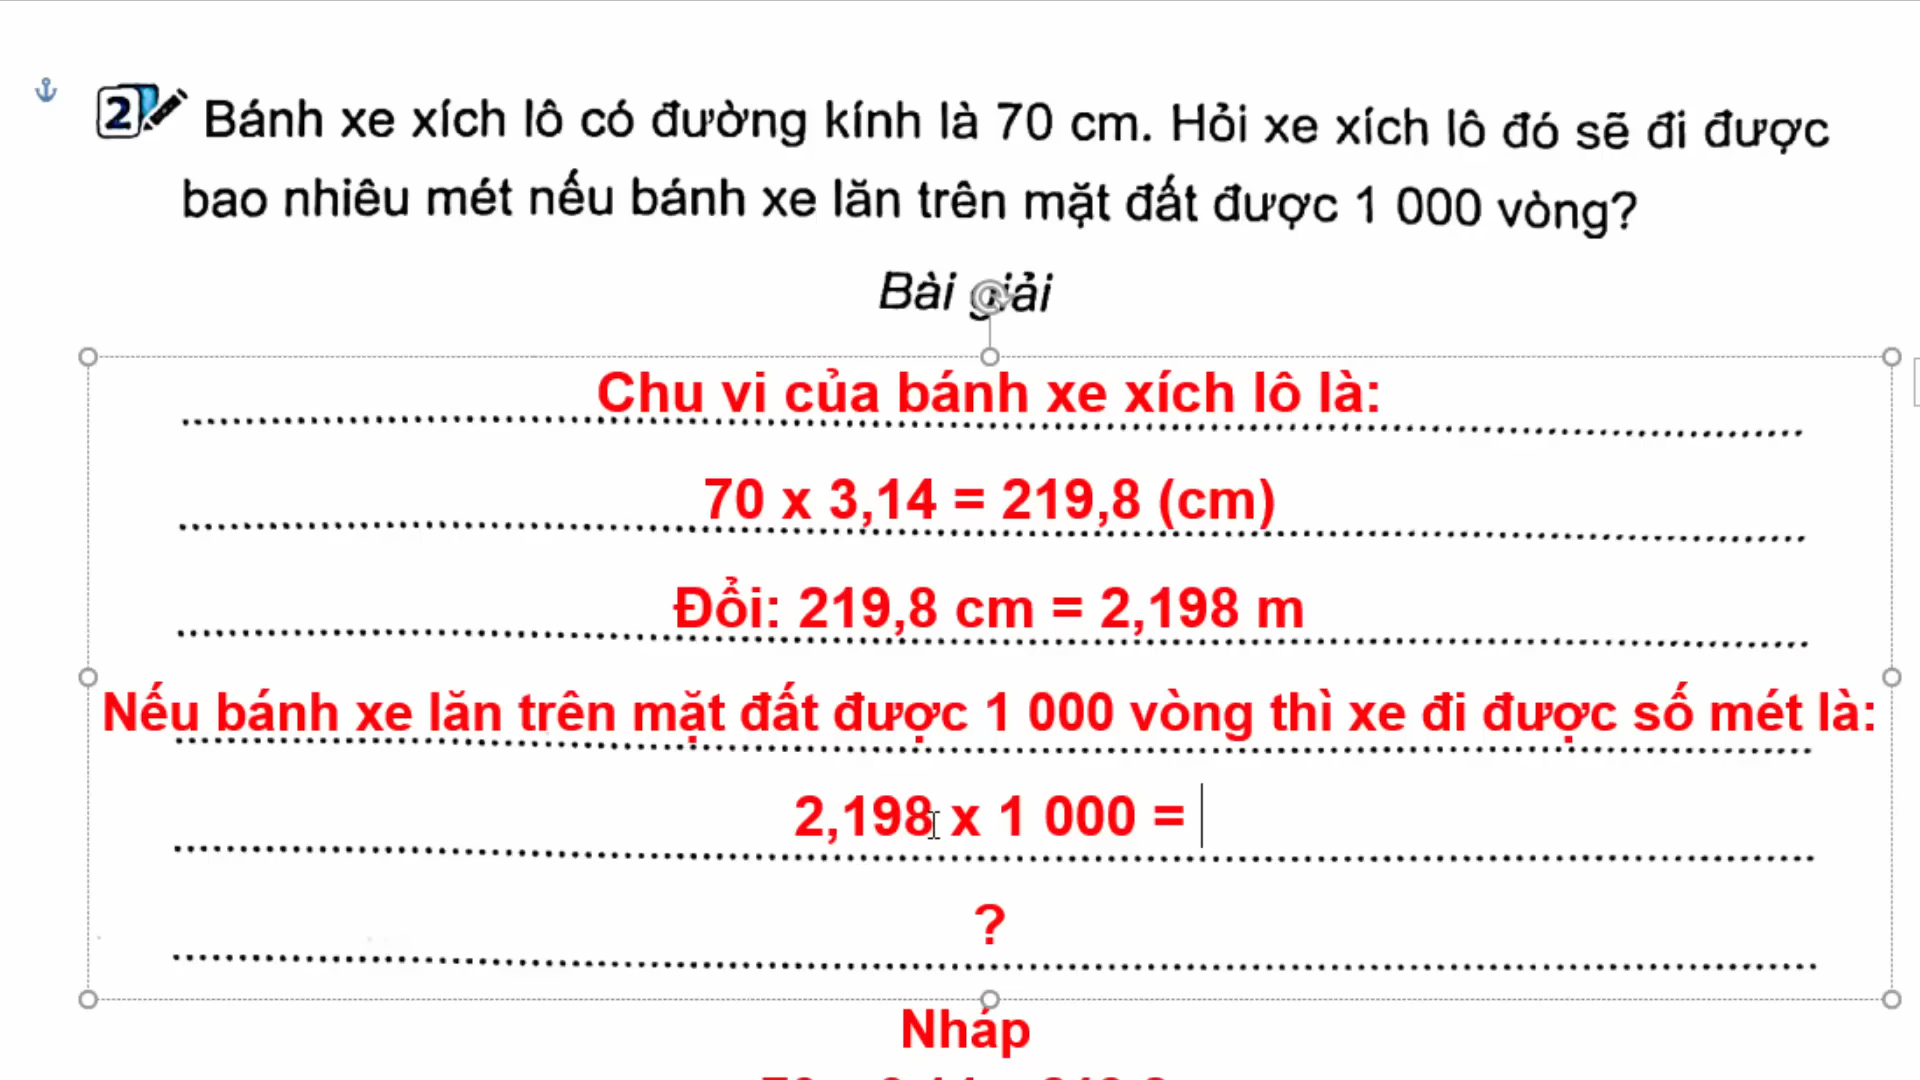 2 Bánh xe xích lô có đường kính là 70 cm. Hỏi xe xích lô đó sẽ đi được
bao nhiêu mét nếu bánh xe lăn trên mặt đất được 1 000 vòng?
Bài giải
Chu vi của bánh xe xích lô là:
70 x 3,14 = 219,8 (cm)
Đổi: 219,8 cm = 2,198 m
Nếu bánh xe lăn trên mặt đất được 1 000 vòng thì xe đi được số mét là:
2,198 x 1 000 =
?
Nháp